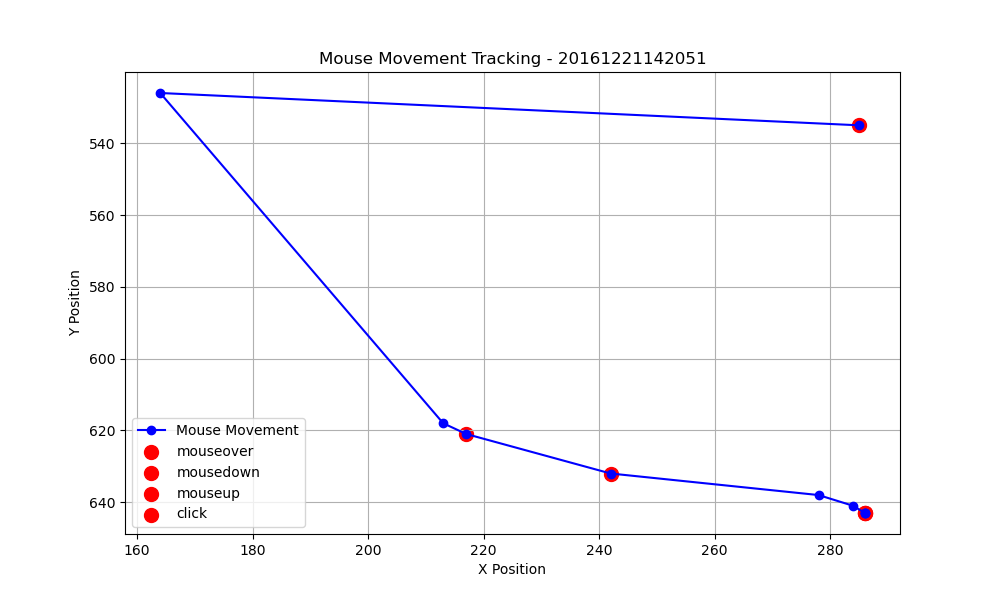 Mouse Movement Tracking - 20161221142051
540
560
580
600
620
640
Y Position
Mouse Movement
mouseover
mousedown
mouseup
click
160 180 200 220 240 260 280
X Position